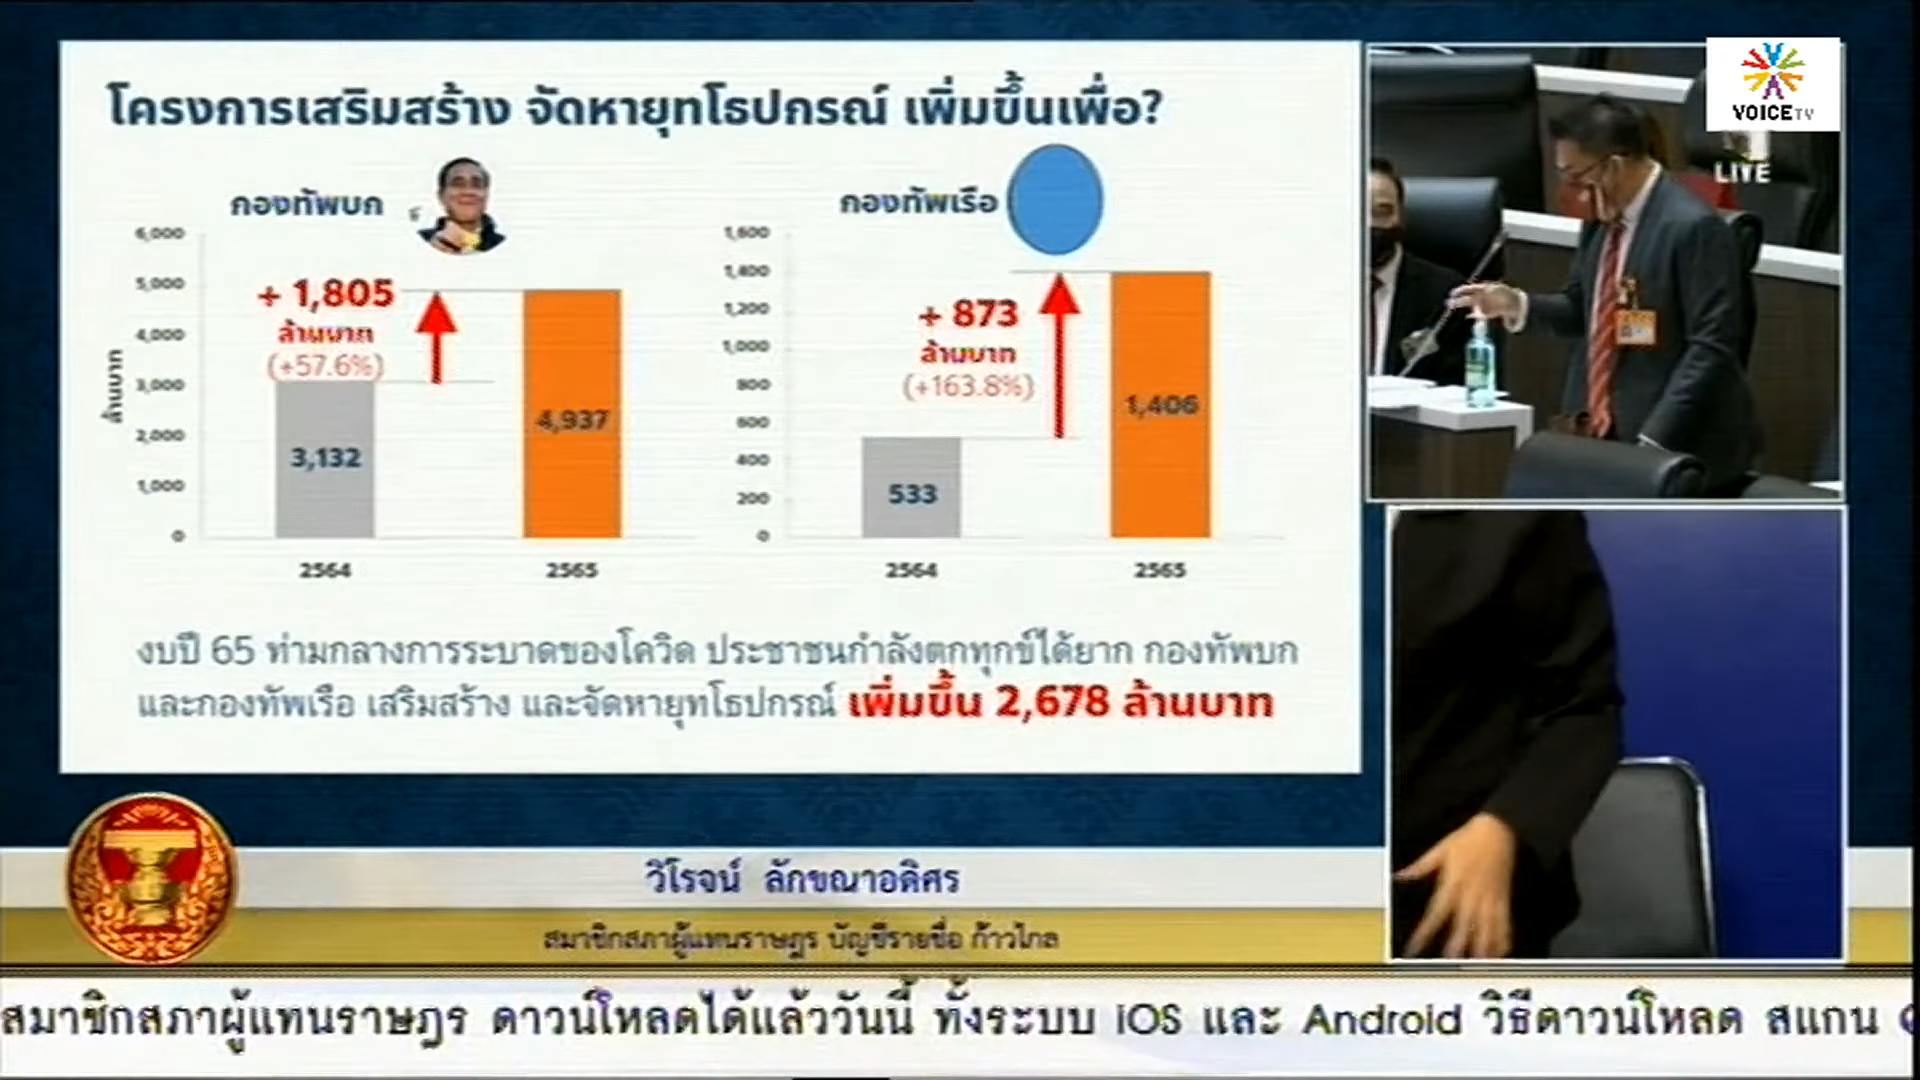 โครงการเสริมสร้าง จัดหายุทโธปกรณ์ เพิ่มขึ้นเพื่อ?
VOICETV
LIVE
กองทัพบก
ล้านบาท
6,000
5,000
4,000
3,000
2,000
1,000
0
+ 1,805
ล้านบาท
(+57.6%)
3,132
4,937
2564
2565
กองทัพเรือ
1,600
1,400
1,200
1,000
800
600
400
200
0
+ 873
ล้านบาท
(+163.8%)
533
1,406
2564
2565
งบปี 65 ท่ามกลางการระบาดของโควิด ประชาชนกำลังตกทุกข์ได้ยาก กองทัพบก
และกองทัพเรือ เสริมสร้าง และจัดหายุทโธปกรณ์ เพิ่มขึ้น 2,678 ล้านบาท
วิโรจน์ ลักขณาอดิศร
สมาชิกสภาผู้แทนราษฎร บัญชีรายชื่อ ก้าวไกล
สมาชิกสภาผู้แทนราษฎร ดาวน์โหลดได้แล้ววันนี้ ทั้งระบบ iOS และ Android วิธีดาวน์โหลด สแกน